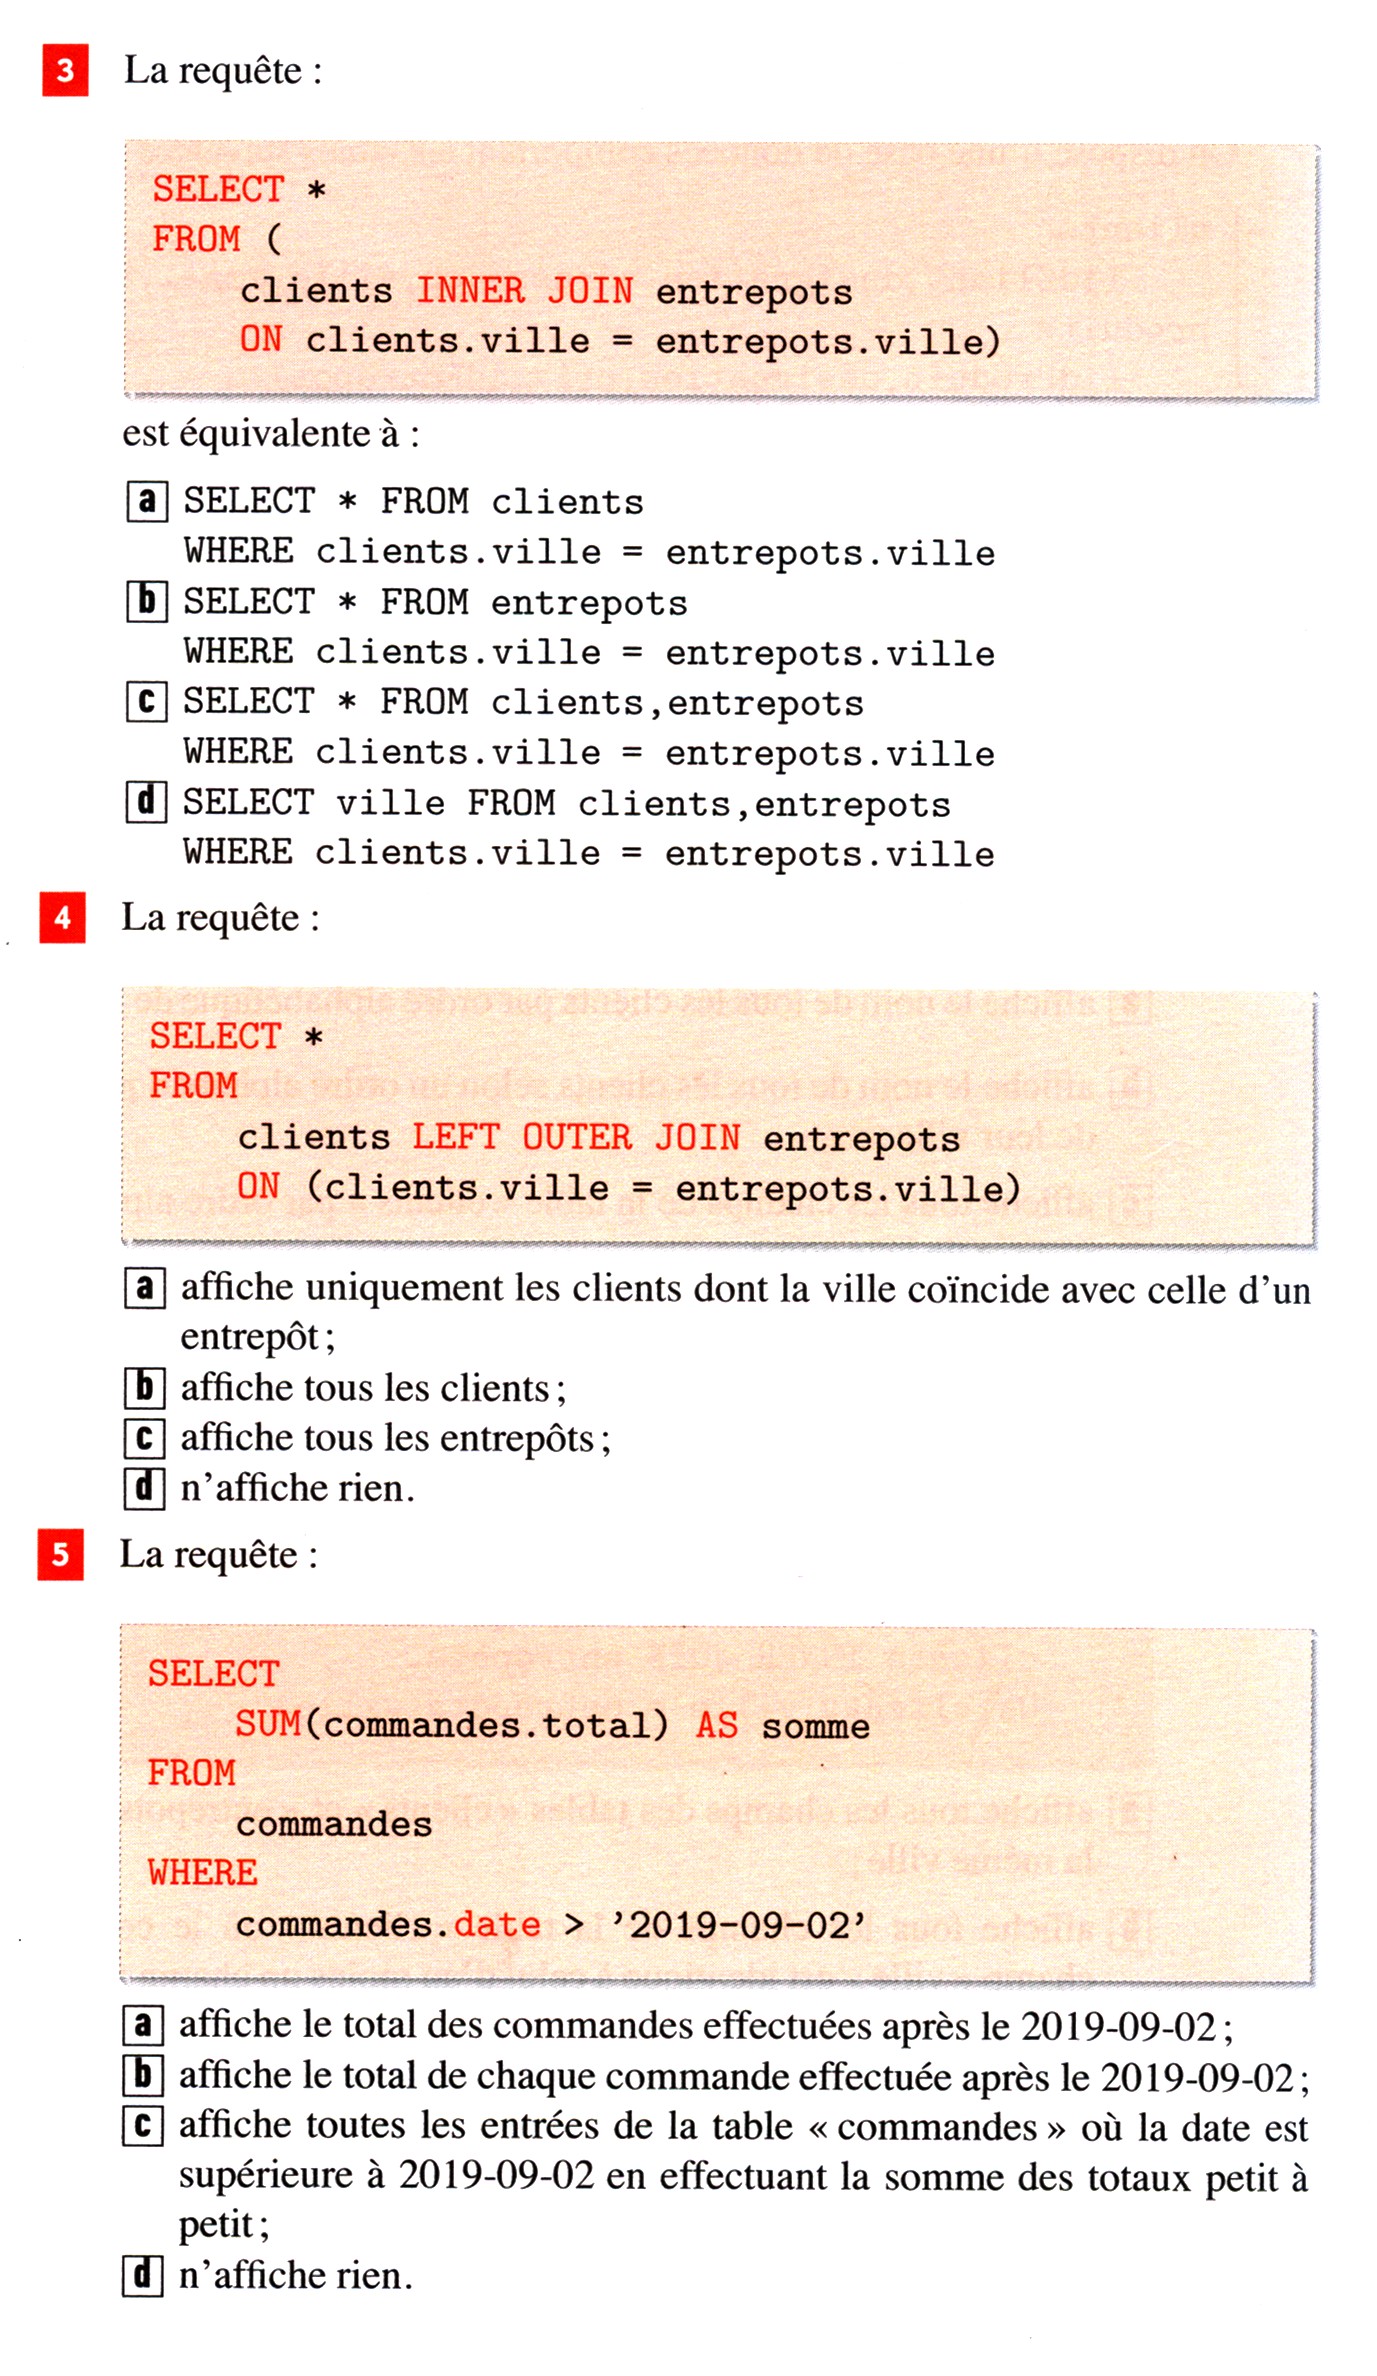 3 La requête :
SELECT *
FROM (
clients INNER JOIN entrepots
ON clients.ville = entrepots.ville)
est équivalente à :
a SELECT * FROM clients
WHERE clients.ville = entrepots.ville
b SELECT * FROM entrepots
WHERE clients.ville = entrepots.ville
c SELECT * FROM clients,entrepots
WHERE clients.ville = entrepots.ville
d SELECT ville FROM clients,entrepots
WHERE clients.ville = entrepots.ville
4 La requête :
SELECT *
FROM
clients LEFT OUTER JOIN entrepots
ON (clients.ville = entrepots.ville)
a affiche uniquement les clients dont la ville coïncide avec celle d’un
entrepôt ;
b affiche tous les clients ;
c affiche tous les entrepôts ;
d n’affiche rien.
5 La requête :
SELECT
SUM(commandes.total) AS somme
FROM
commandes
WHERE
commandes.date > ’2019-09-02’
a affiche le total des commandes effectuées après le 2019-09-02 ;
b affiche le total de chaque commande effectuée après le 2019-09-02 ;
c affiche toutes les entrées de la table « commandes » où la date est
supérieure à 2019-09-02 en effectuant la somme des totaux petit à
petit ;
d n’affiche rien.